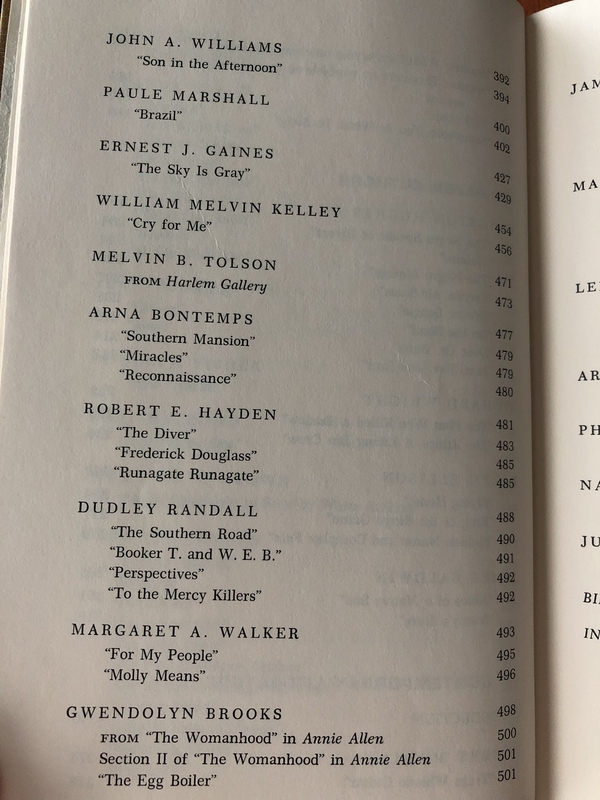 JOHN A. WILLIAMS 392
"Son in the Afternoon" 394
PAULE MARSHALL 400
"Brazil" 402
ERNEST J. GAINES 427
"The Sky Is Gray" 429
WILLIAM MELVIN KELLEY 454
"Cry for Me" 456
MELVIN B. TOLSON 471
FROM Harlem Gallery 473
ARNA BONTEMPS 477
"Southern Mansion" 479
"Miracles" 479
"Reconnaissance" 480
ROBERT E. HAYDEN 481
"The Diver" 483
"Frederick Douglass" 485
"Runagate Runagate" 485
DUDLEY RANDALL 488
"The Southern Road" 490
"Booker T. and W. E. B." 491
"Perspectives" 492
"To the Mercy Killers" 492
MARGARET A. WALKER 493
"For My People" 495
"Molly Means" 496
GWENDOLYN BROOKS 498
FROM "The Womanhood" in Annie Allen 500
Section II of "The Womanhood" in Annie Allen 501
"The Egg Boiler" 501
JAM
MA
LE
AR
PH
NA
JU
BI
IN